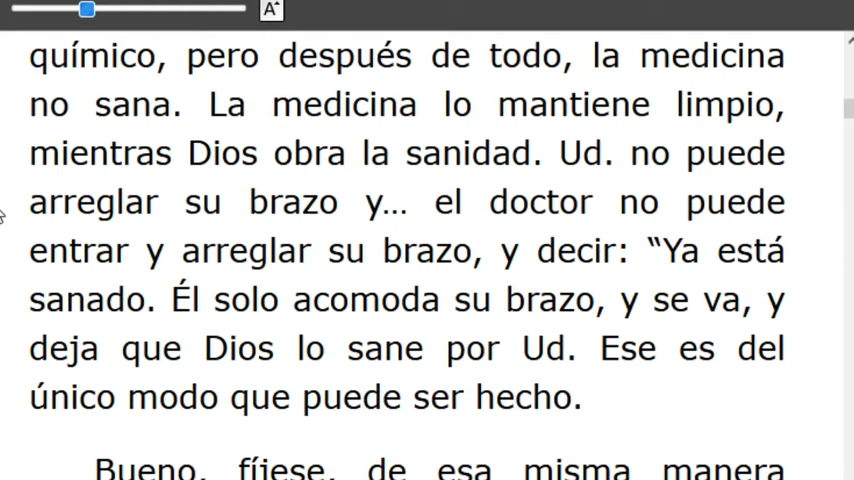 A
químico, pero después de todo, la medicina
no sana. La medicina lo mantiene limpio,
mientras Dios obra la sanidad. Ud. no puede
arreglar su brazo y… el doctor no puede
entrar y arreglar su brazo, y decir: “Ya está
sanado. Él solo acomoda su brazo, y se va, y
deja que Dios lo sane por Ud. Ese es del
único modo que puede ser hecho.
Bueno, fíjese, de esa misma manera